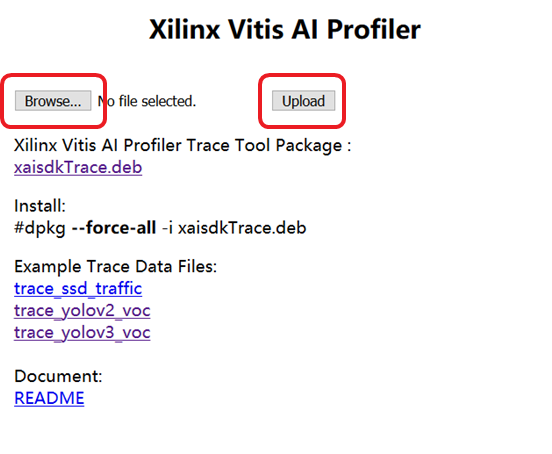 Xilinx Vitis AI Profiler
Browse... No file selected. Upload
Xilinx Vitis AI Profiler Trace Tool Package :
xaisdkTrace.deb
Install:
#dpkg --force-all -i xaisdkTrace.deb
Example Trace Data Files:
trace_ssd_traffic
trace_yolov2_voc
trace_yolov3_voc
Document:
README